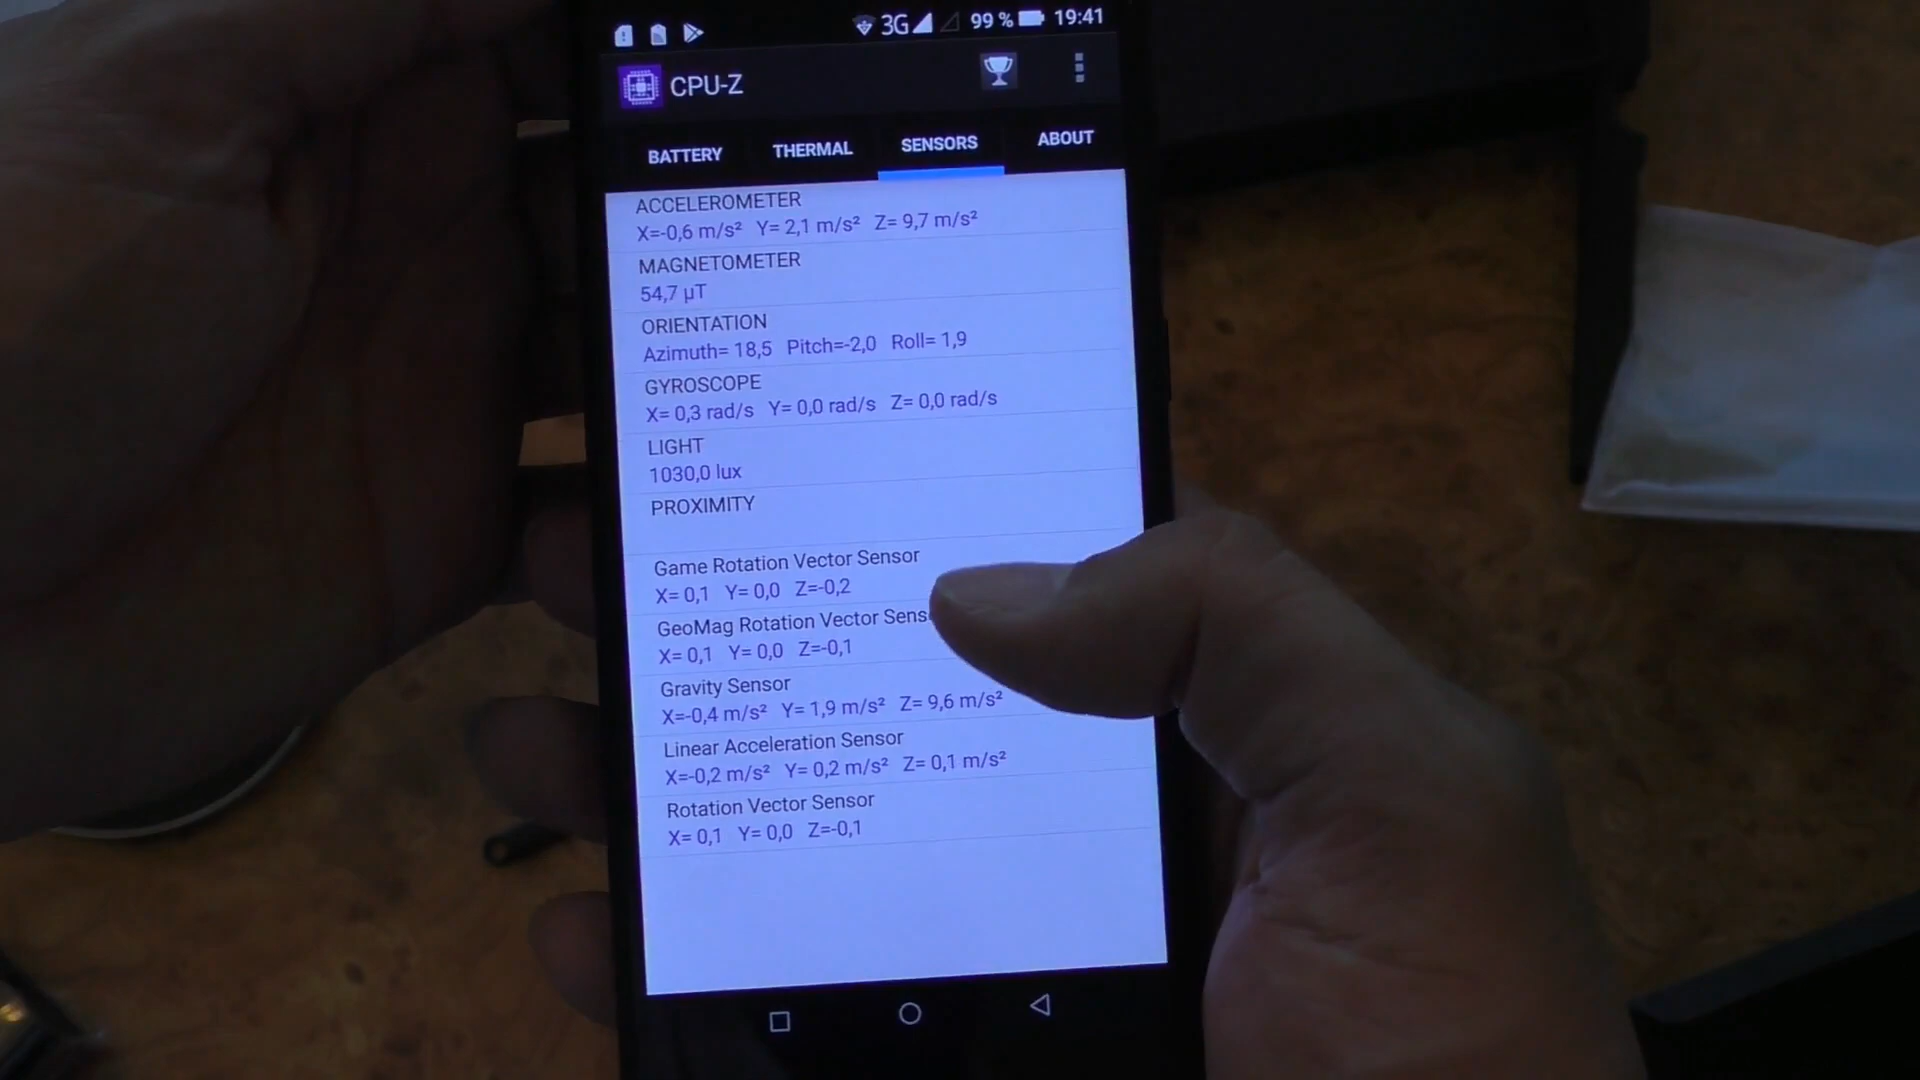 3G 99 % 19:41
CPU-Z
BATTERY THERMAL SENSORS ABOUT
ACCELEROMETER
X=-0,6 m/s² Y= 2,1 m/s² Z= 9,7 m/s²
MAGNETOMETER
54,7 µT
ORIENTATION
Azimuth= 18,5 Pitch=-2,0 Roll= 1,9
GYROSCOPE
X= 0,3 rad/s Y= 0,0 rad/s Z= 0,0 rad/s
LIGHT
1030,0 lux
PROXIMITY
Game Rotation Vector Sensor
X= 0,1 Y= 0,0 Z=-0,2
GeoMag Rotation Vector Sens
X= 0,1 Y= 0,0 Z=-0,1
Gravity Sensor
X=-0,4 m/s² Y= 1,9 m/s² Z= 9,6 m/s²
Linear Acceleration Sensor
X=-0,2 m/s² Y= 0,2 m/s² Z= 0,1 m/s²
Rotation Vector Sensor
X= 0,1 Y= 0,0 Z=-0,1